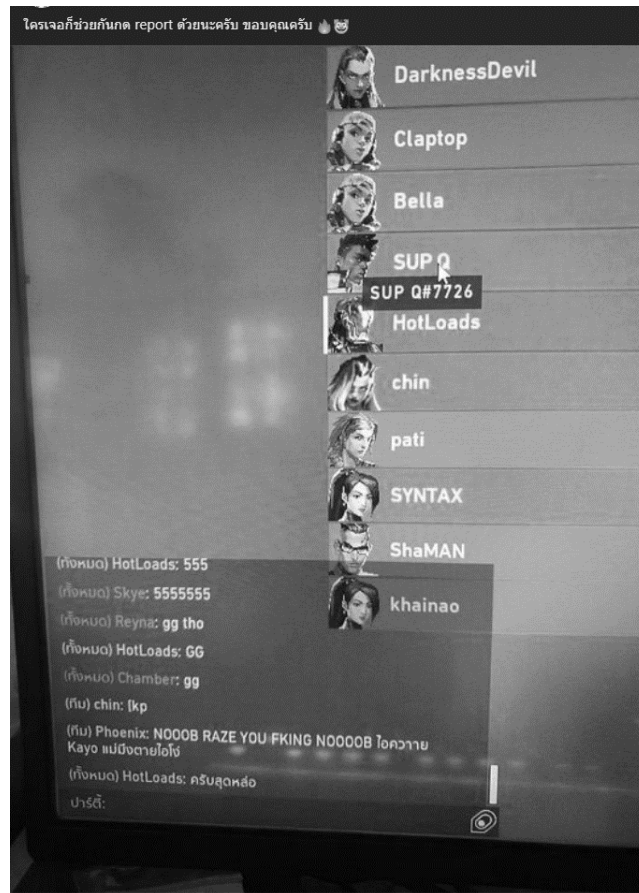 ใครเจอก็ช่วยกันกด report ด้วยนะครับ ขอบคุณครับ 🔥😈
DarknessDevil
Claptop
Bella
SUP Q
SUP Q#7726
HotLoads
chin
pati
SYNTAX
ShaMAN
khainao
(ทั้งหมด) HotLoads: 555
(ทั้งหมด) Skye: 5555555
(ทั้งหมด) Reyna: gg tho
(ทั้งหมด) HotLoads: GG
(ทั้งหมด) Chamber: gg
(ทีม) chin: [kp
(ทีม) Phoenix: NOOOB RAZE YOU FKING NOOOOB ไอควาาย
Kayo แม่มึงตายไอโง่
(ทั้งหมด) HotLoads: ครับสุดหล่อ
ปาร์ตี้: